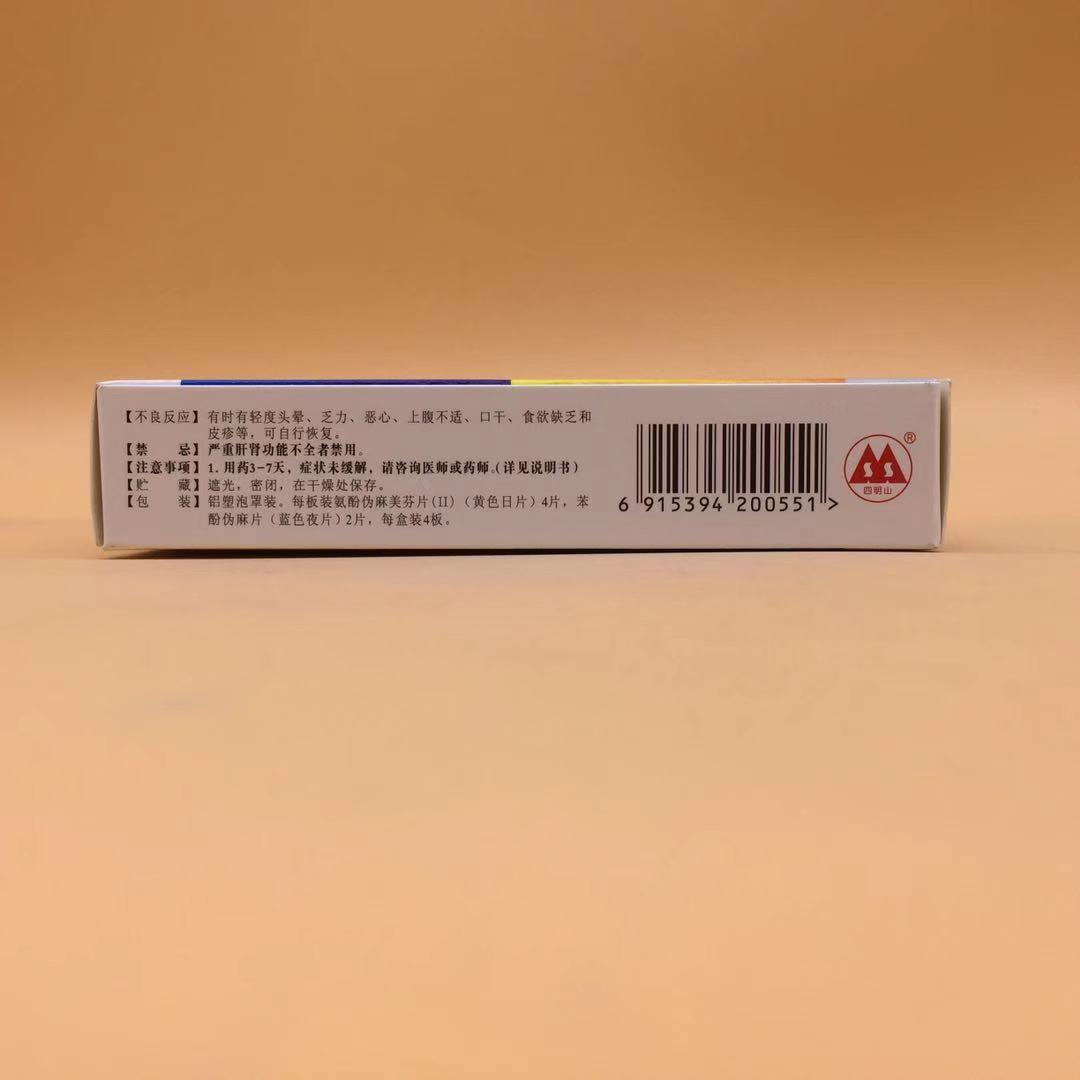 【不良反应】有时有轻度头晕、乏力、恶心、上腹不适、口干、食欲缺乏和
皮疹等，可自行恢复。
【禁　　忌】严重肝肾功能不全者禁用。
【注意事项】1. 用药3-7天，症状未缓解，请咨询医师或药师。（详见说明书）
【贮　　藏】遮光，密闭，在干燥处保存。
【包　　装】铝塑泡罩装。每板装氨酚伪麻美芬片(II)（黄色日片）4片，苯
酚伪麻片（蓝色夜片）2片，每盒装4板。
6 915394 200551 >
®
四明山